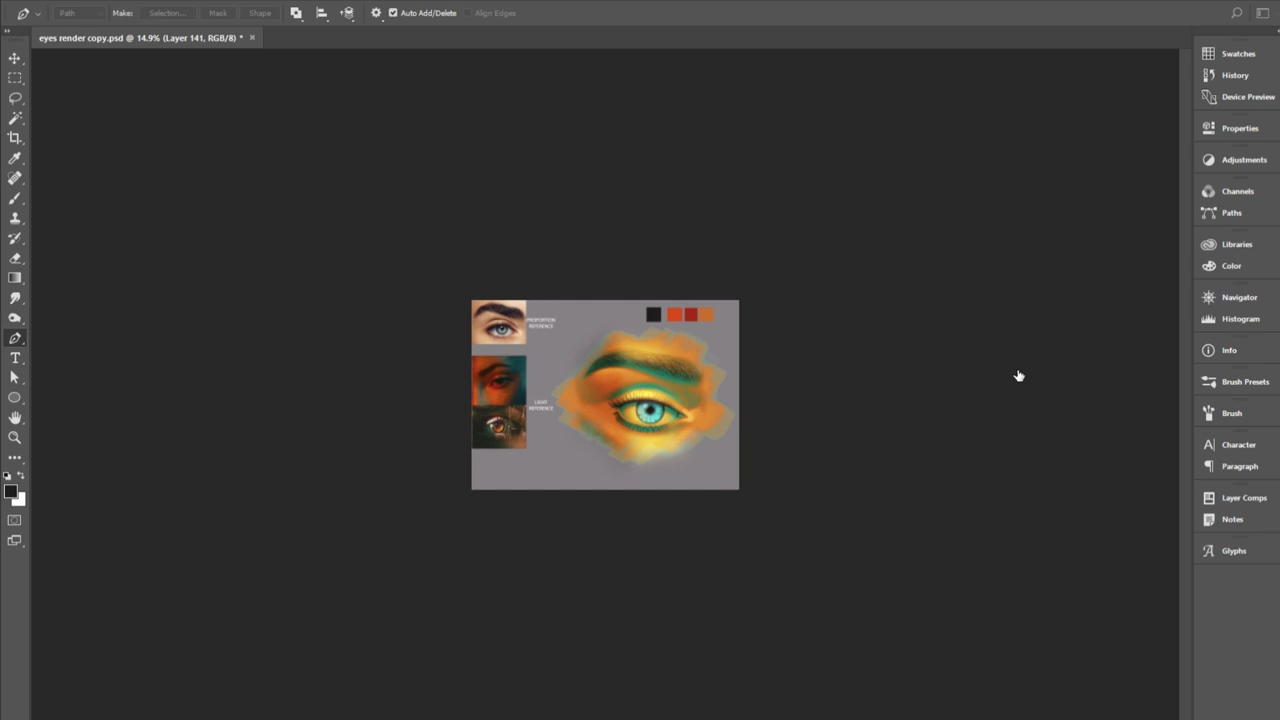 Path
Make:
Selection...
Mask
Shape
Auto Add/Delete
Align Edges
eyes render copy.psd @ 14.9% (Layer 141, RGB/8) *
Swatches
History
Device Preview
Properties
Adjustments
Channels
Paths
Libraries
Color
Navigator
Histogram
Info
Brush Presets
Brush
Character
Paragraph
Layer Comps
Notes
Glyphs
PROPORTION
REFERENCE
LIGHT
REFERENCE